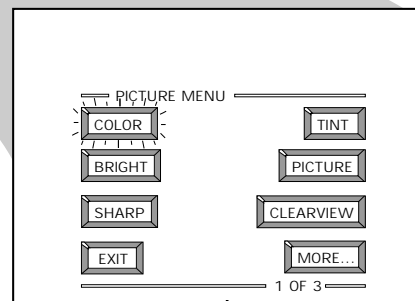 PICTURE MENU
COLOR TINT
BRIGHT PICTURE
SHARP CLEARVIEW
EXIT MORE...
1 OF 3